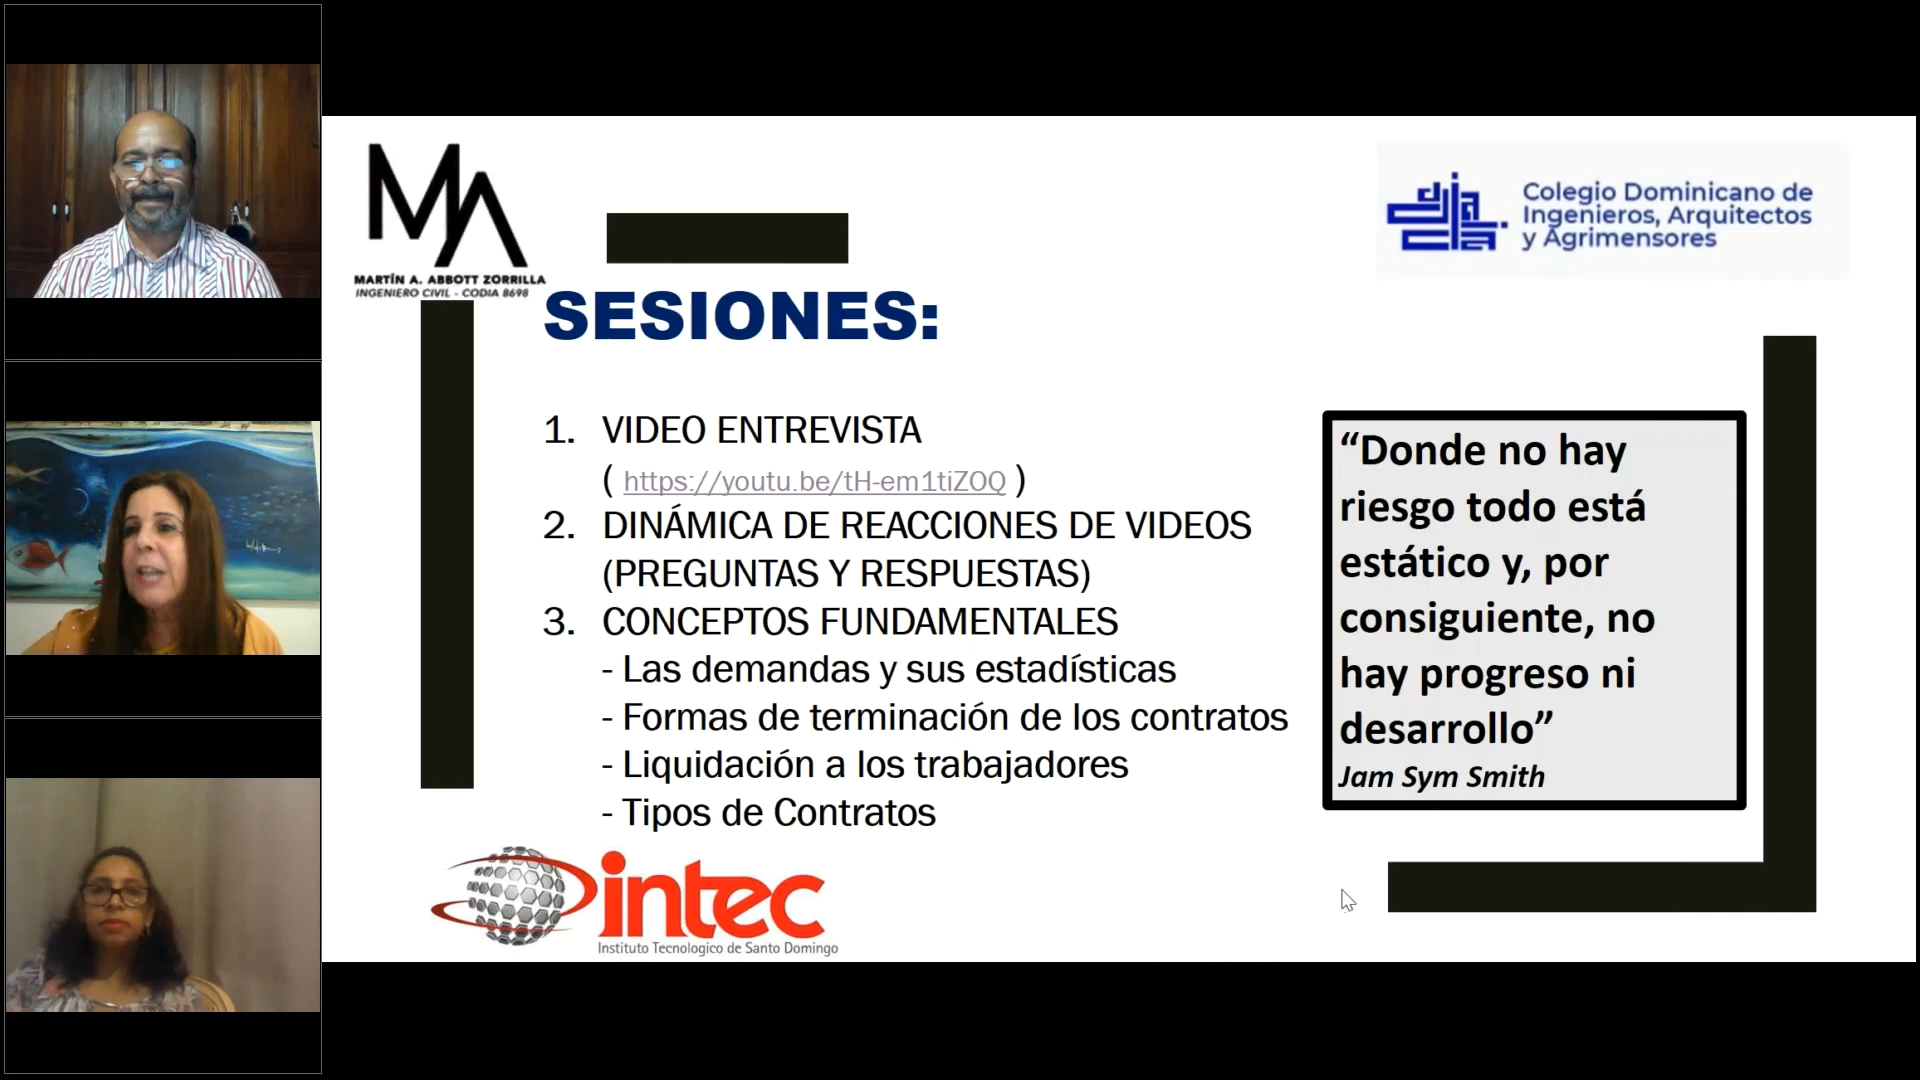 MARTÍN A. ABBOTT ZORRILLA
INGENIERO CIVIL - CODIA 8698
Colegio Dominicano de
Ingenieros, Arquitectos
y Agrimensores
SESIONES:
1. VIDEO ENTREVISTA
( https://youtu.be/tH-em1tiZOQ )
2. DINÁMICA DE REACCIONES DE VIDEOS
(PREGUNTAS Y RESPUESTAS)
3. CONCEPTOS FUNDAMENTALES
- Las demandas y sus estadísticas
- Formas de terminación de los contratos
- Liquidación a los trabajadores
- Tipos de Contratos
“Donde no hay
riesgo todo está
estático y, por
consiguiente, no
hay progreso ni
desarrollo”
Jam Sym Smith
intec
Instituto Tecnologico de Santo Domingo